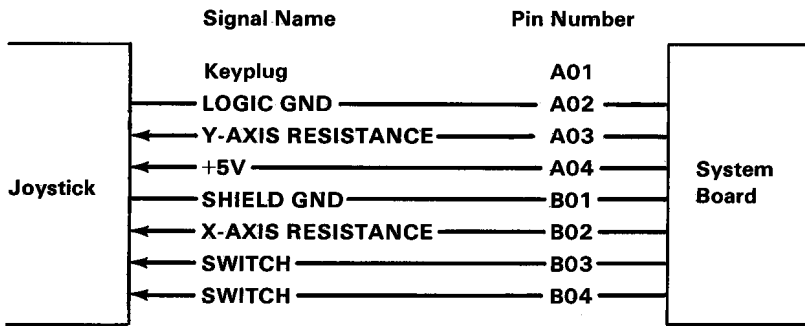 Signal Name Pin Number
Keyplug A01
LOGIC GND A02
Y-AXIS RESISTANCE A03
+5V A04
Joystick
System
Board
SHIELD GND B01
X-AXIS RESISTANCE B02
SWITCH B03
SWITCH B04